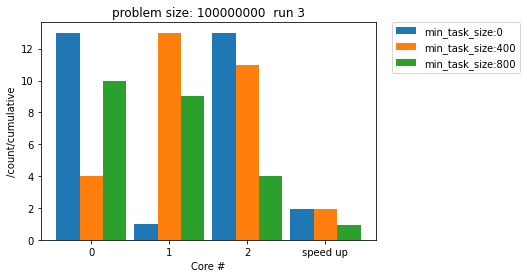 problem size: 100000000  run 3
min_task_size:0
min_task_size:400
min_task_size:800
/count/cumulative
12
10
8
6
4
2
0
0 1 2 speed up
Core #